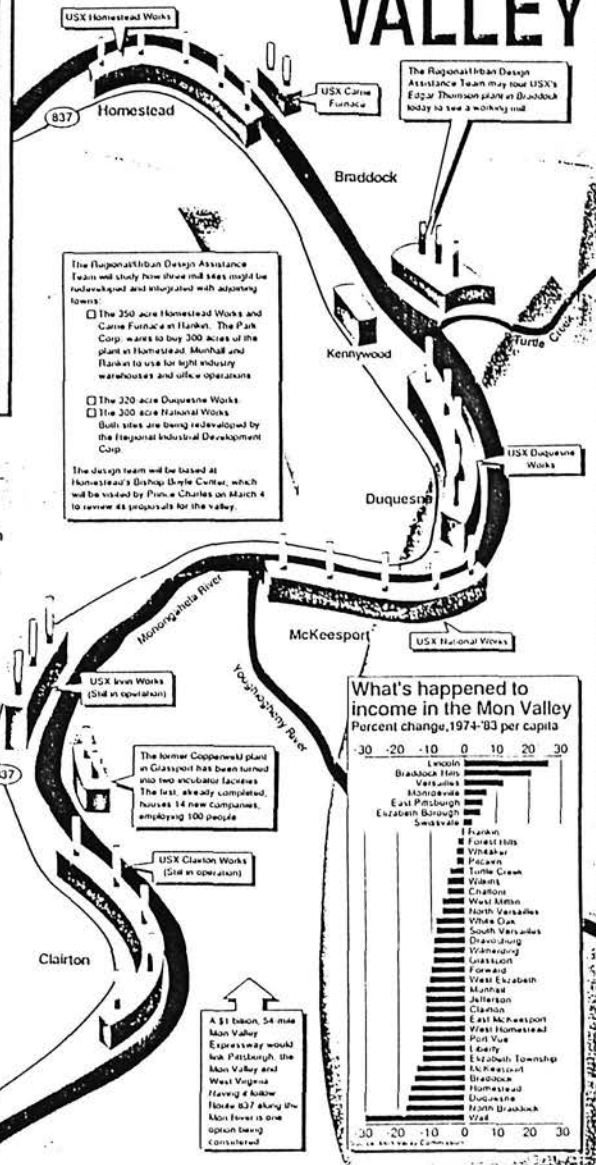 VALLEY
USX Homestead Works
837
Homestead
USX Carrie
Furnace
The Regional/Urban Design
Assistance Team may tour USX's
Edgar Thomson plant in Braddock
today to see a working mill.
Braddock
The Regional/Urban Design Assistance
Team will study how three mill sites might be
redeveloped and integrated with adjoining
towns:
The 350 acre Homestead Works and
Carrie Furnace in Rankin. The Park
Corp. wants to buy 300 acres of the
plant in Homestead, Munhall and
Rankin to use for light industry
warehouses and office operations
The 320 acre Duquesne Works.
The 300 acre National Works
Both sites are being redeveloped by
the Regional Industrial Development
Corp.
The design team will be based at
Homestead's Bishop Boyle Center, which
will be visited by Prince Charles on March 4
to review its proposals for the valley.
Kennywood
Turtle Creek
USX Duquesne
Works
Duquesne
Monongahela River
McKeesport
USX National Works
Youghiogheny River
USX Irvin Works
(Still in operation)
37
The former Copperweld plant
in Glassport has been turned
into two incubator facilities
The first, already completed,
houses 14 new companies,
employing 100 people
USX Clairton Works
(Still in operation)
Clairton
A $1 billion, 54-mile
Mon Valley
Expressway would
link Pittsburgh, the
Mon Valley and
West Virginia
Having it follow
Route 837 along the
Mon River is one
option being
considered
What's happened to
income in the Mon Valley
Percent change, 1974-'83 per capita
-30 -20 -10 0 10 20 30
Lincoln
Braddock Hills
Versailles
Monroeville
East Pittsburgh
Elizabeth Borough
Swissvale
Rankin
Forest Hills
Whitaker
Pitcairn
Turtle Creek
Wilkins
Chalfont
West Mifflin
North Versailles
White Oak
South Versailles
Dravosburg
Wilmerding
Glassport
Forward
West Elizabeth
Munhall
Jefferson
Clairton
East McKeesport
West Homestead
Port Vue
Liberty
Elizabeth Township
McKeesport
Braddock
Homestead
Duquesne
North Braddock
Wall
-30 -20 -10 0 10 20 30
Source: Mon Valley Commission